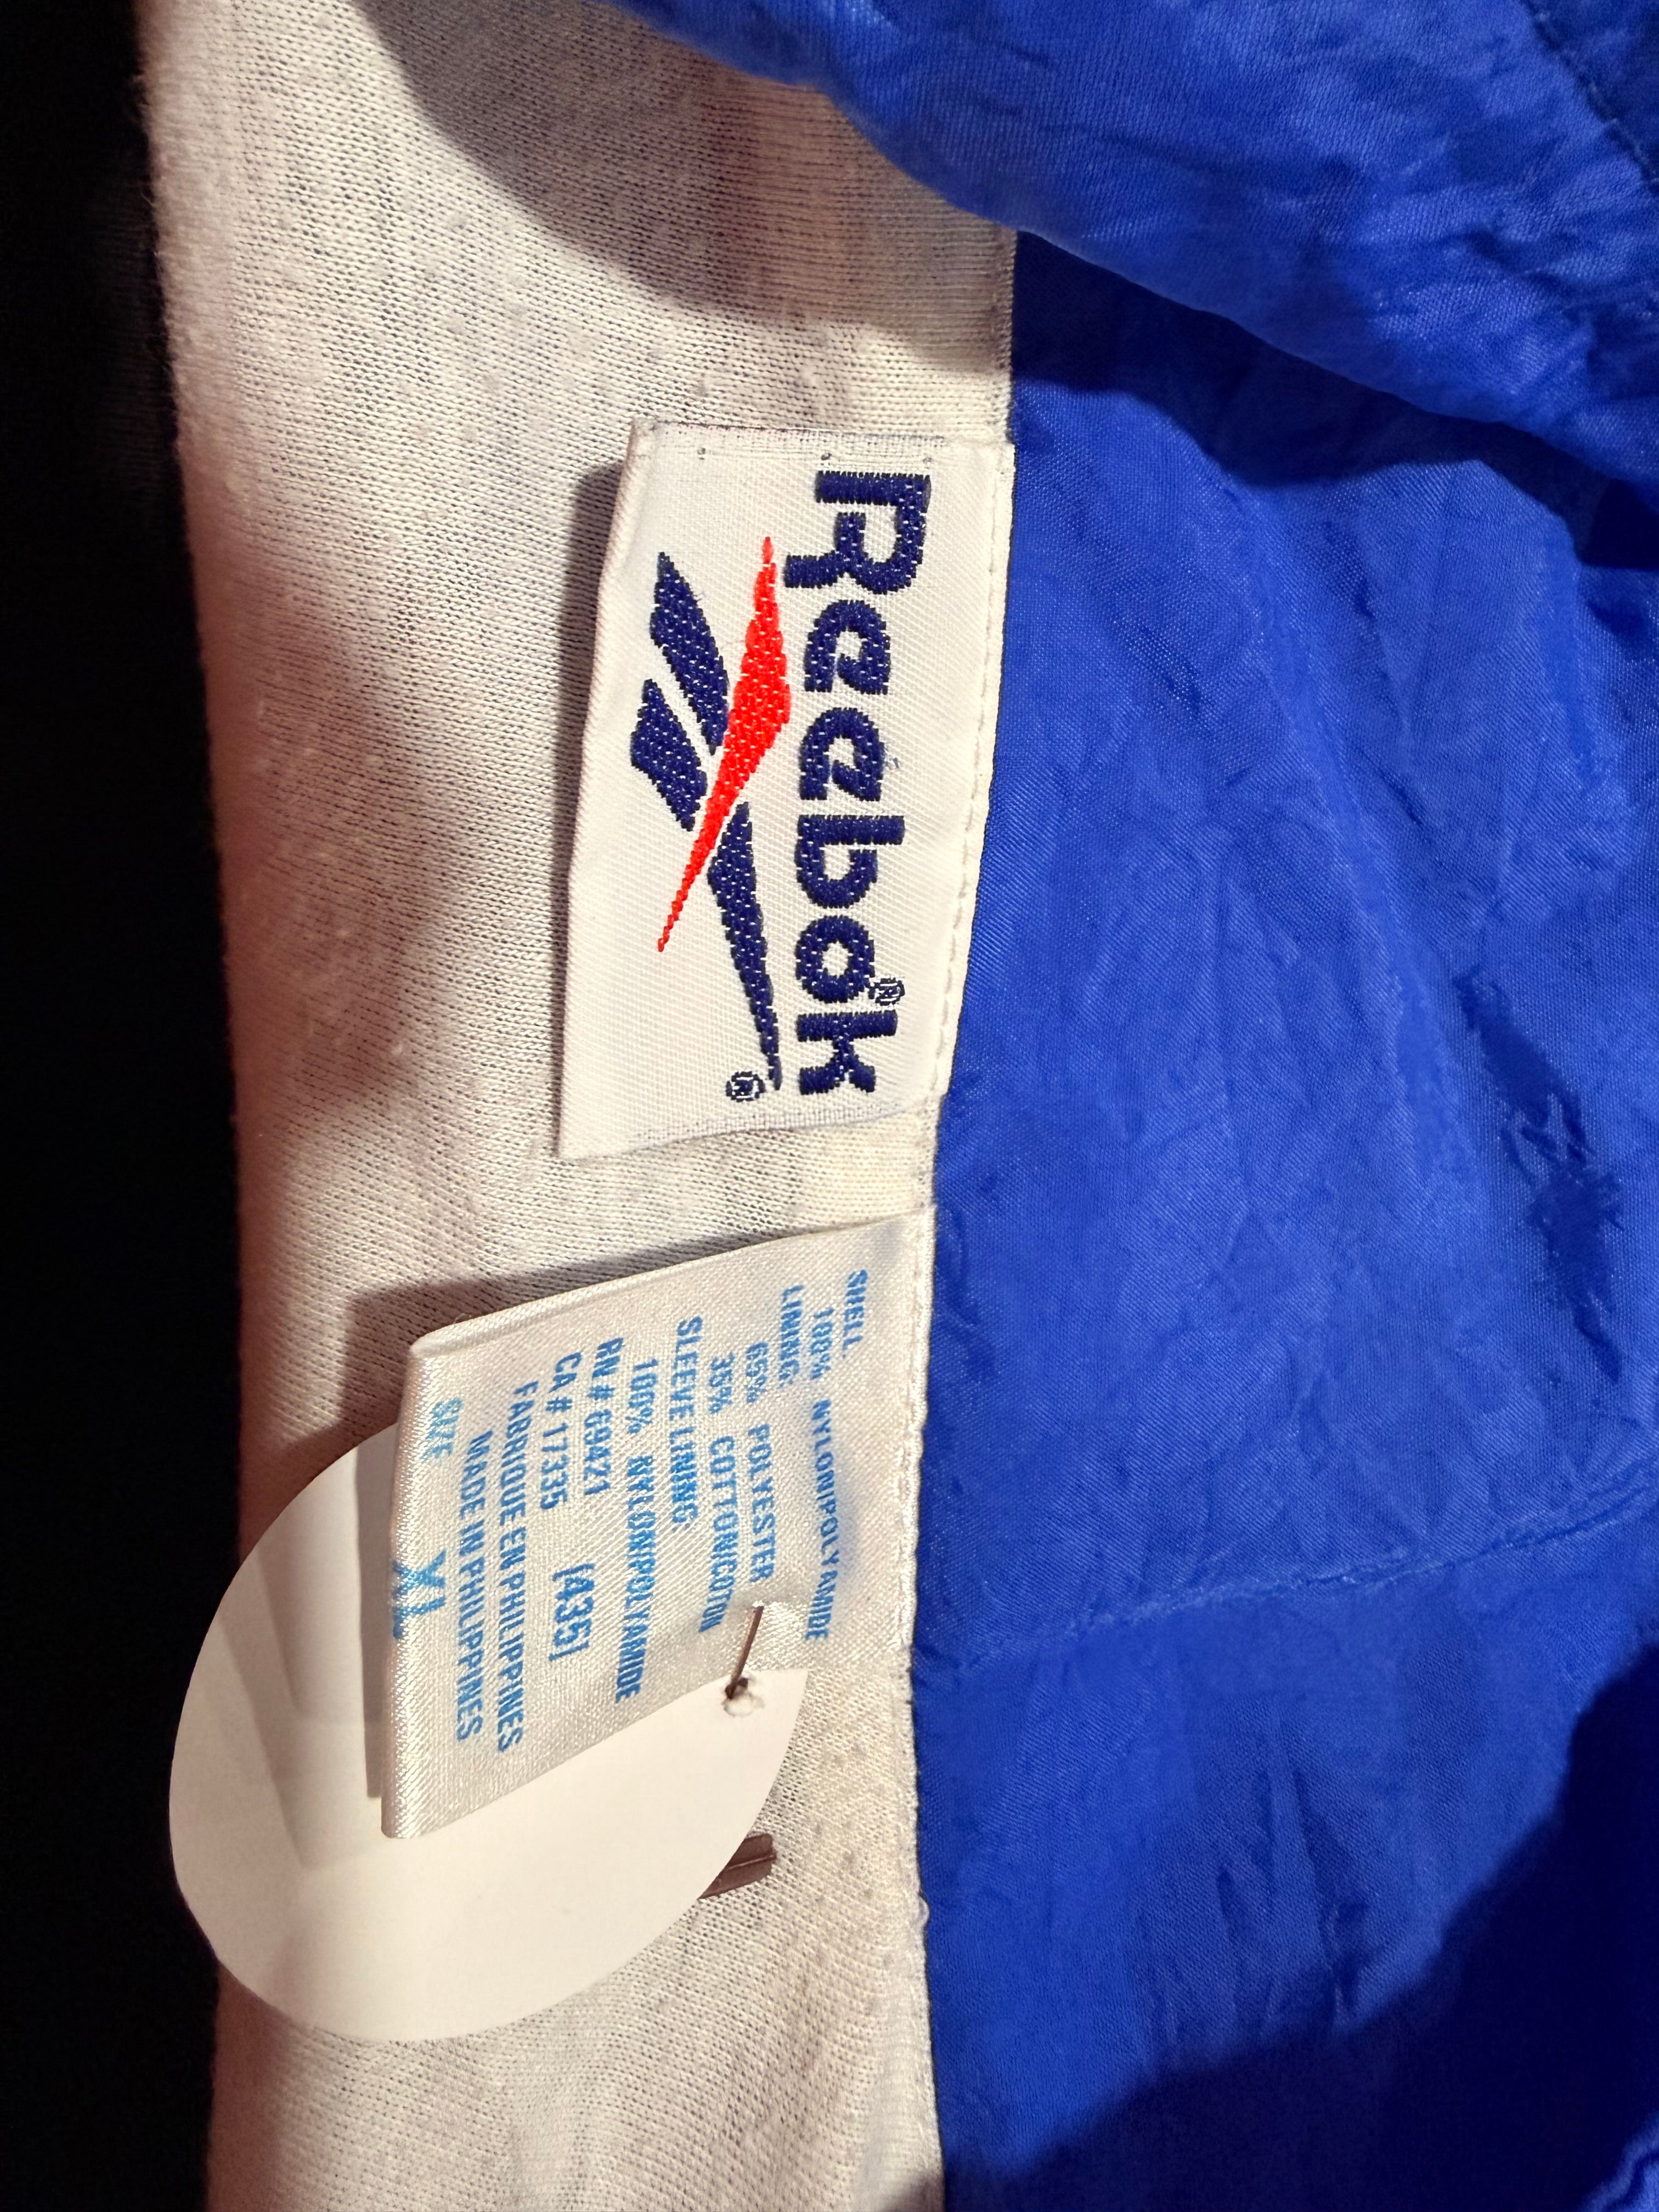 Reebok®
®
SHELL
100% NYLON/POLYAMIDE
LINING:
65% POLYESTER
35% COTTON/COTON
SLEEVE LINING:
100% NYLON/POLYAMIDE
RN # 69421
CA # 17335 (435)
FABRIQUE EN PHILIPPINES
MADE IN PHILIPPINES
SIZE XL